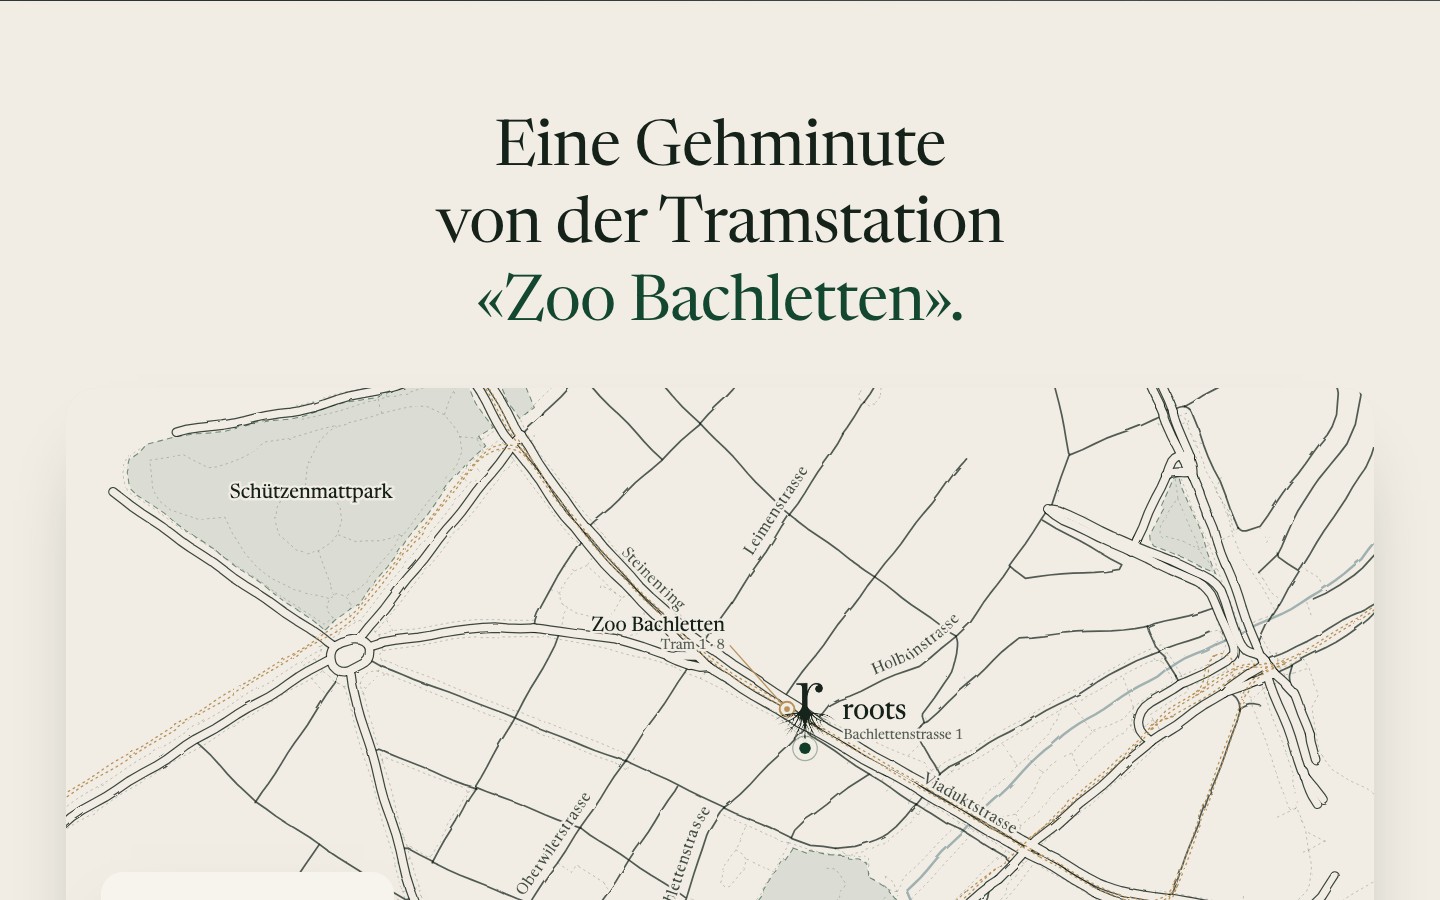 Eine Gehminute
von der Tramstation
«Zoo Bachletten».
Schützenmattpark
Leimenstrasse
Steinenring
Zoo Bachletten
Tram 1 · 8
Holbeinstrasse
r
roots
Bachlettenstrasse 1
Viaduktstrasse
Oberwilerstrasse